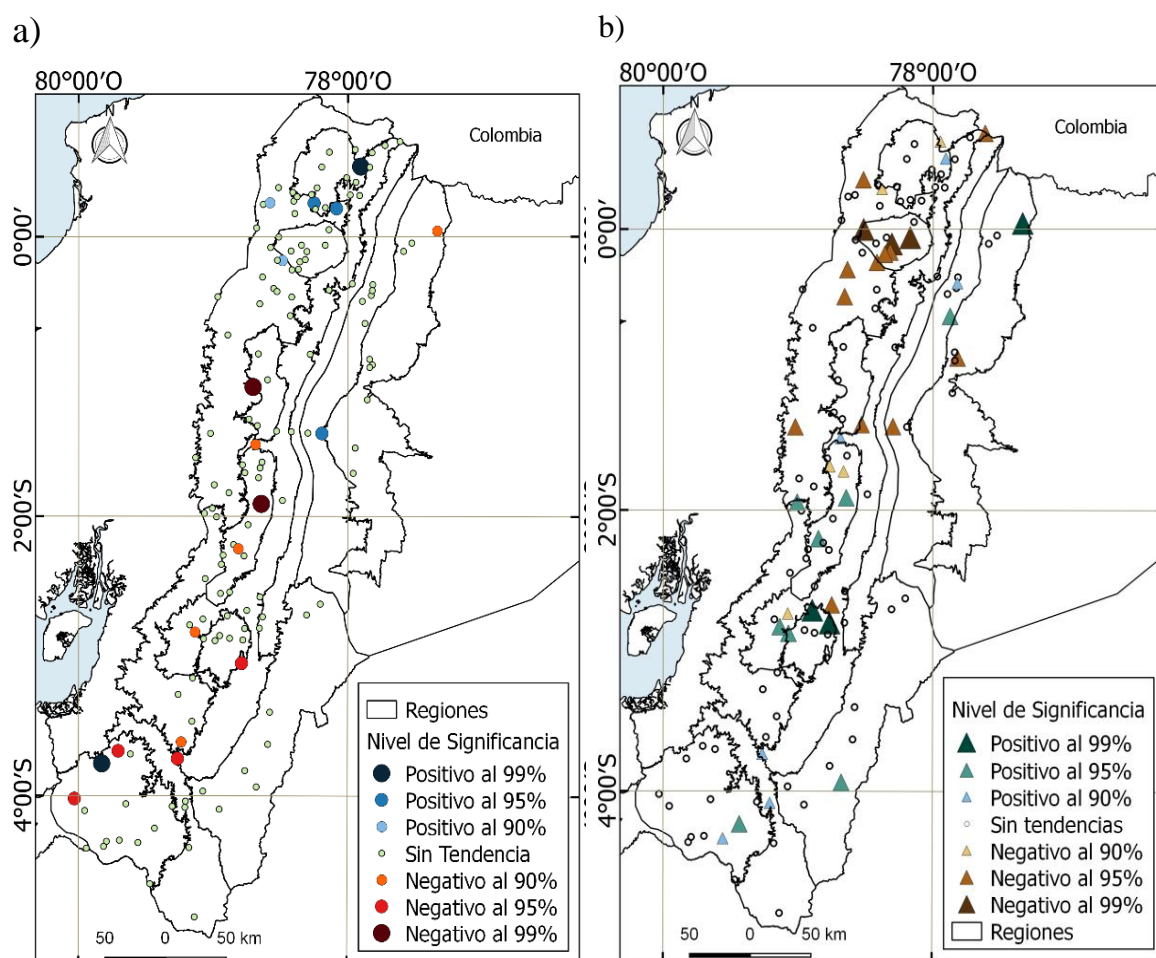 a)
80°00’O
78°00’O
N
Colombia
0°00’
2°00’S
4°00’S
Regiones
Nivel de Significancia
Positivo al 99%
Positivo al 95%
Positivo al 90%
Sin Tendencia
Negativo al 90%
Negativo al 95%
Negativo al 99%
50 0 50 km
b)
80°00’O
78°00’O
N
Colombia
0°00’
2°00’S
4°00’S
Nivel de Significancia
Positivo al 99%
Positivo al 95%
Positivo al 90%
Sin tendencias
Negativo al 90%
Negativo al 95%
Negativo al 99%
Regiones
50 0 50 km